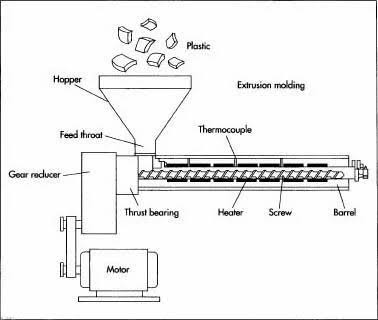 Plastic
Hopper
Extrusion molding
Feed throat
Thermocouple
Gear reducer
Thrust bearing
Heater
Screw
Barrel
Motor